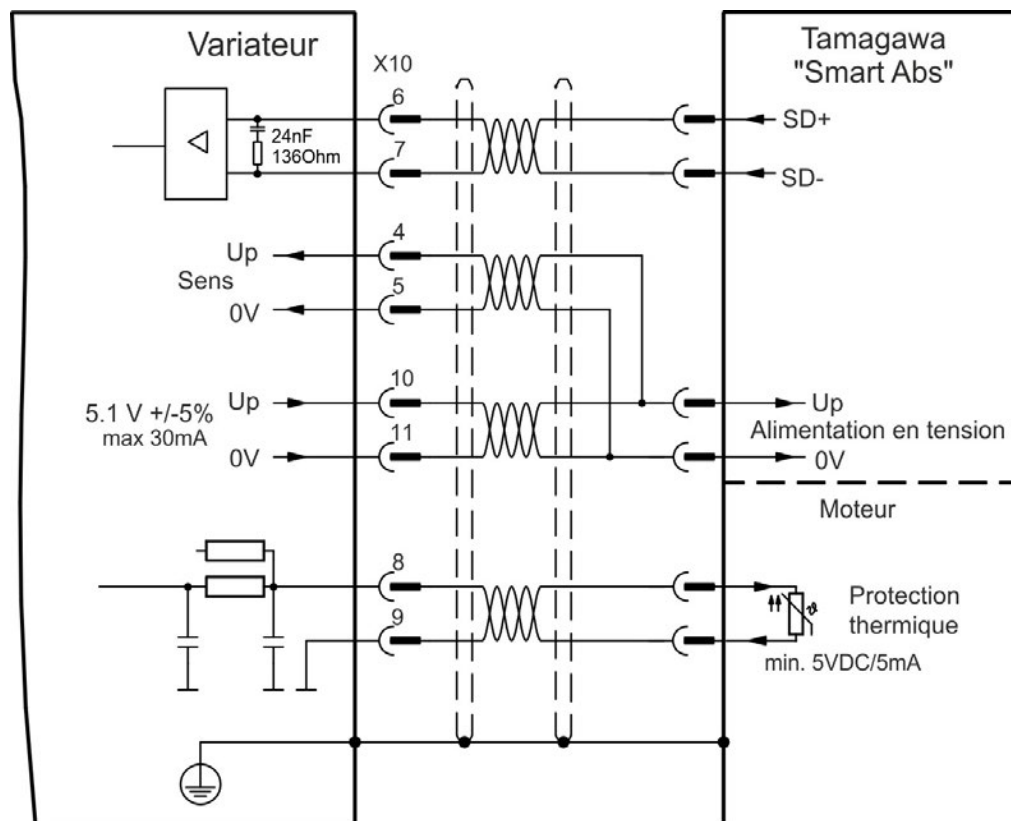 Variateur
X10
Tamagawa
"Smart Abs"
6
24nF
136Ohm
7
SD+
SD-
4
Up
Sens
5
0V
10
5.1 V +/-5%
max 30mA
Up
11
0V
Up
Alimentation en tension
0V
Moteur
8
9
Protection
thermique
ϑ
min. 5VDC/5mA